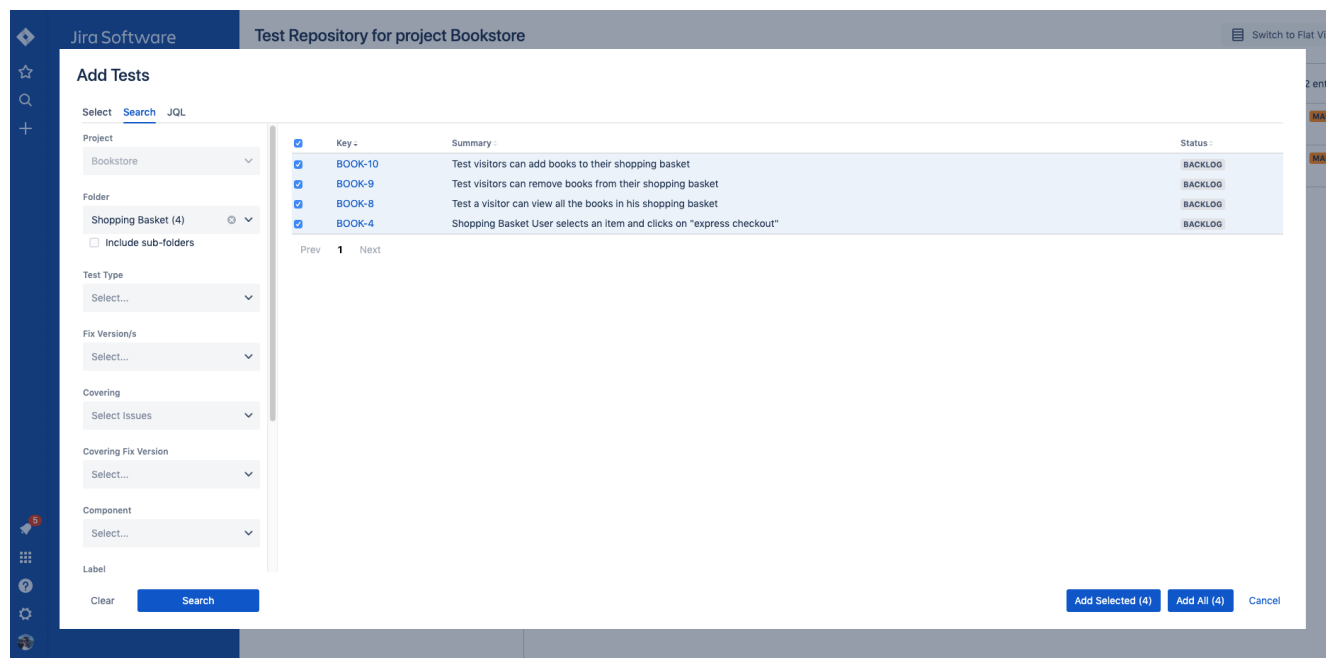 Jira Software
Test Repository for project Bookstore
Switch to Flat Vi
2 ent
MA
MA
Add Tests
Select Search JQL
Project
Bookstore
Folder
Shopping Basket (4)
Include sub-folders
Test Type
Select...
Fix Version/s
Select...
Covering
Select Issues
Covering Fix Version
Select...
Component
Select...
Label
Clear Search
Key Summary Status
BOOK-10 Test visitors can add books to their shopping basket BACKLOG
BOOK-9 Test visitors can remove books from their shopping basket BACKLOG
BOOK-8 Test a visitor can view all the books in his shopping basket BACKLOG
BOOK-4 Shopping Basket User selects an item and clicks on "express checkout" BACKLOG
Prev 1 Next
Add Selected (4) Add All (4) Cancel
5